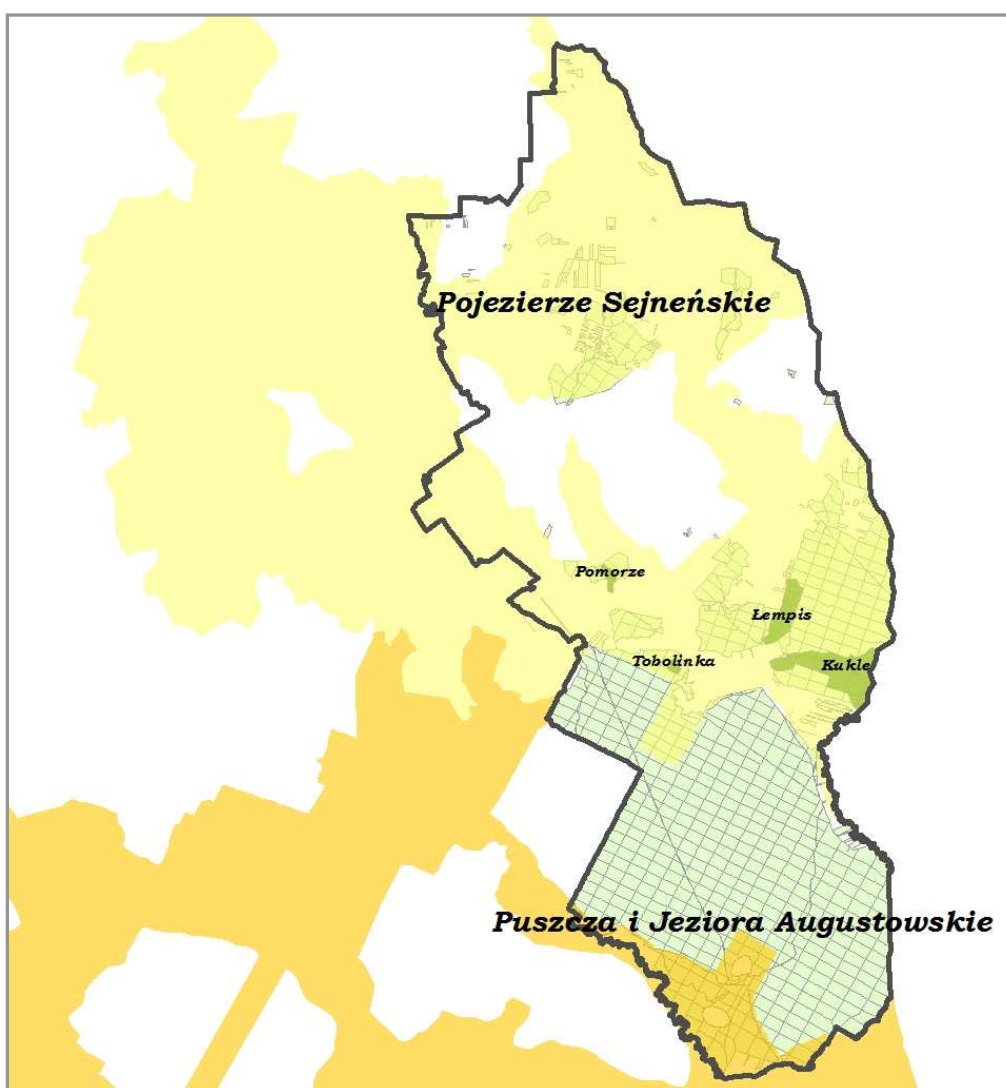 Pojezierze Sejneńskie
Pomorze
Łempis
Tobolinka
Kukle
Puszcza i Jeziora Augustowskie